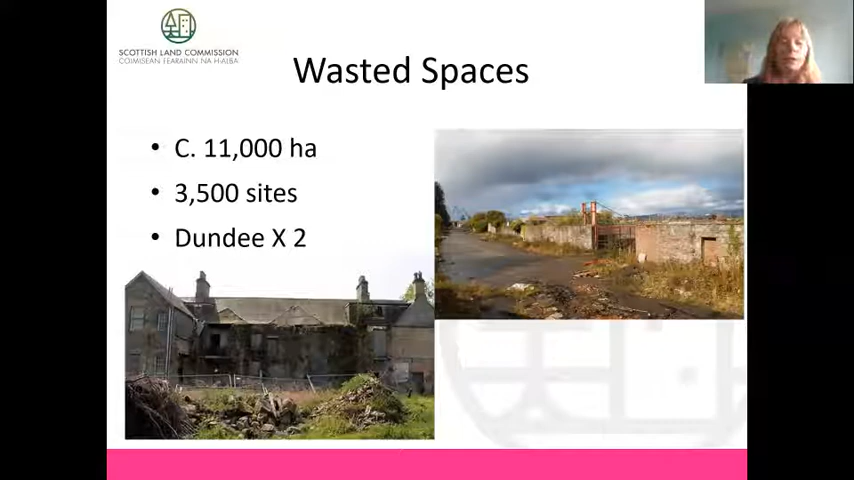 SCOTTISH LAND COMMISSION
COIMISEAN FEARAINN NA H-ALBA
Wasted Spaces
• C. 11,000 ha
• 3,500 sites
• Dundee X 2